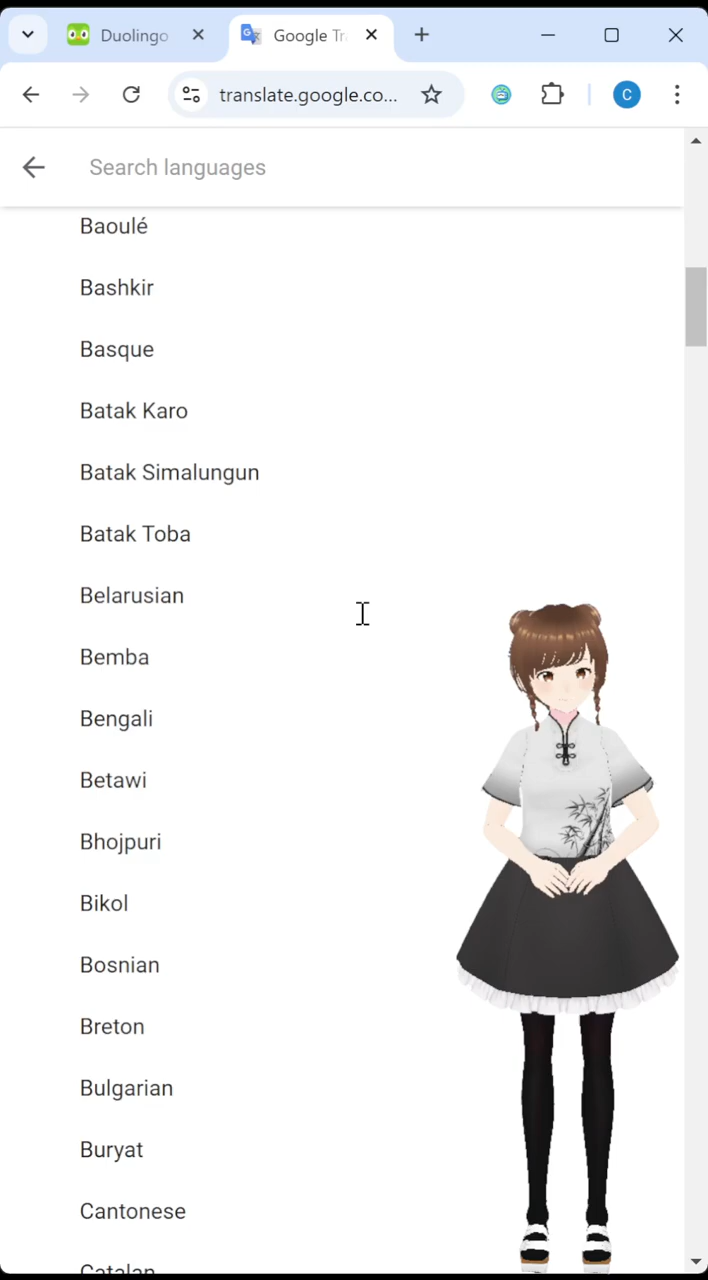 Duolingo
Google Tr
translate.google.co...
C
Search languages
Baoulé
Bashkir
Basque
Batak Karo
Batak Simalungun
Batak Toba
Belarusian
Bemba
Bengali
Betawi
Bhojpuri
Bikol
Bosnian
Breton
Bulgarian
Buryat
Cantonese
Catalan